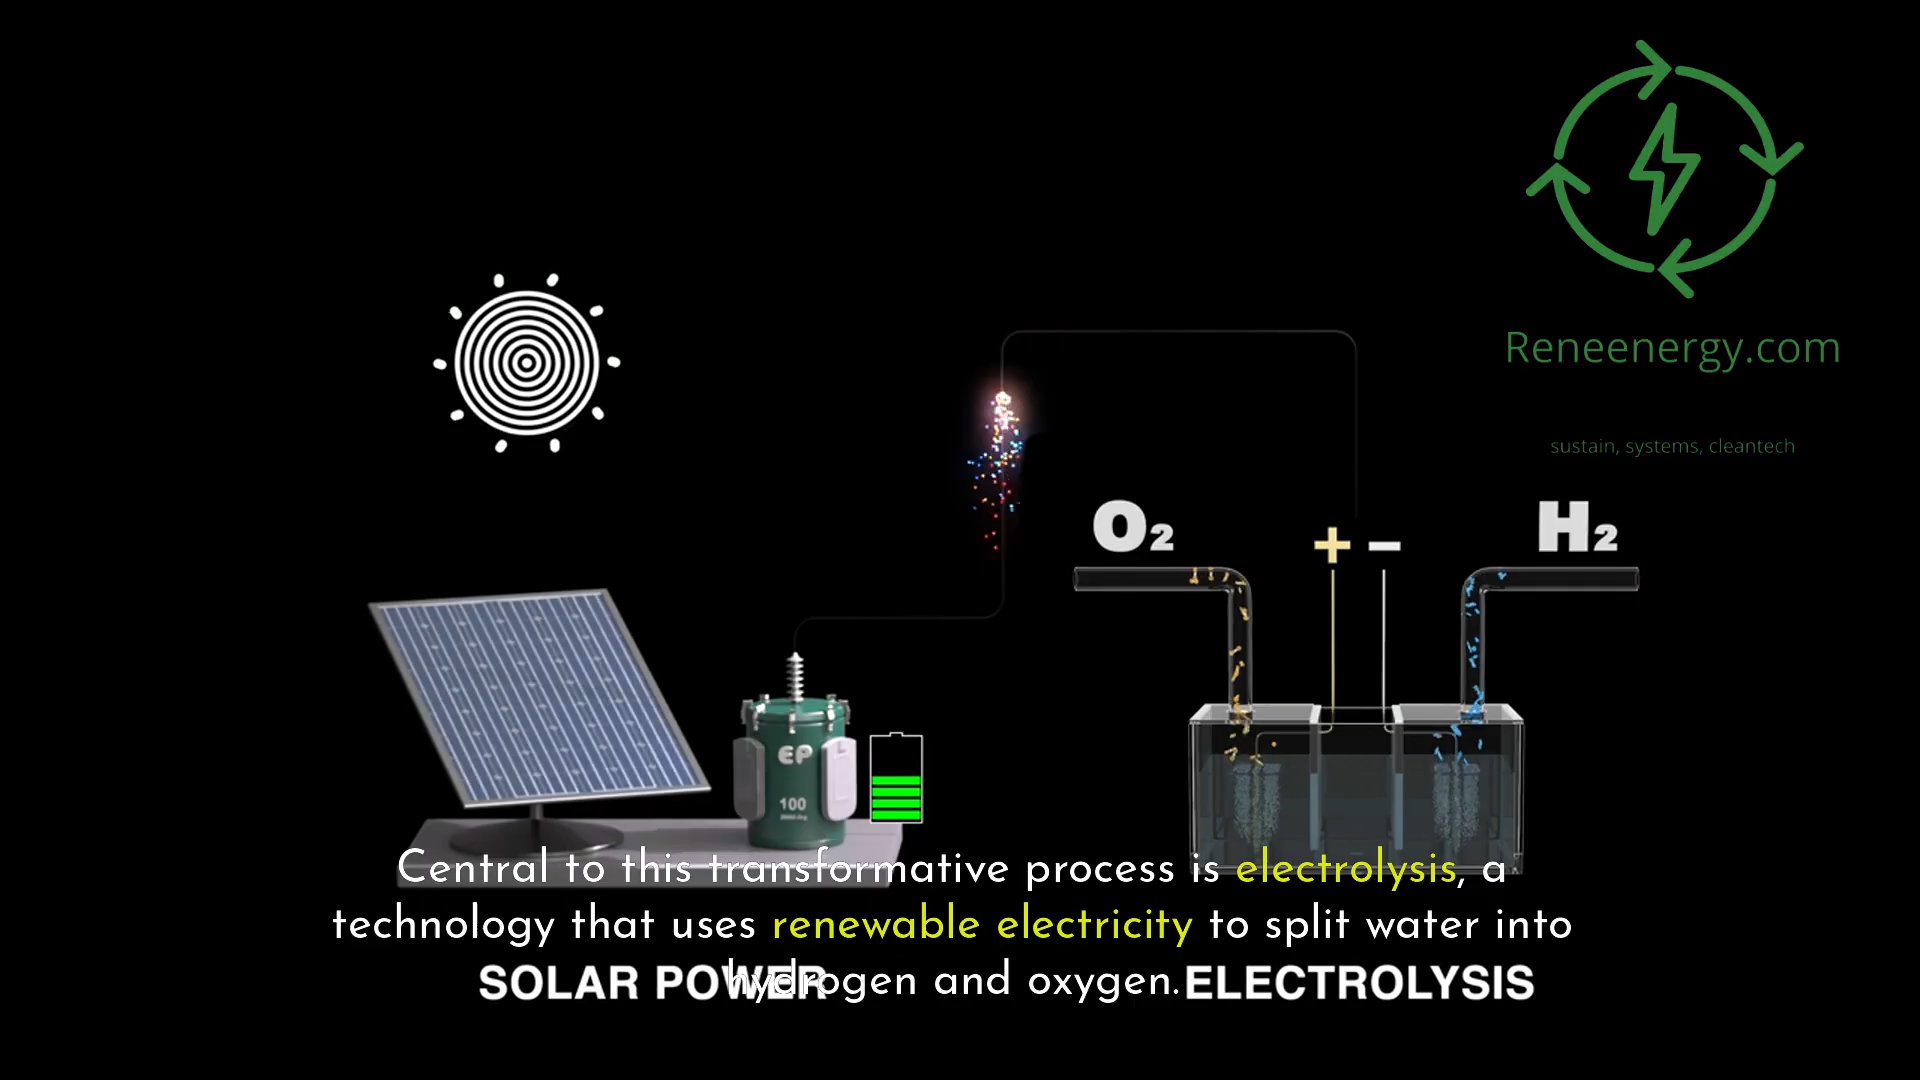 Reneenergy.com
sustain, systems, cleantech
O₂
+ −
H₂
EP
100
Central to this transformative process is electrolysis, a
technology that uses renewable electricity to split water into
hydrogen and oxygen.
SOLAR POWER
ELECTROLYSIS